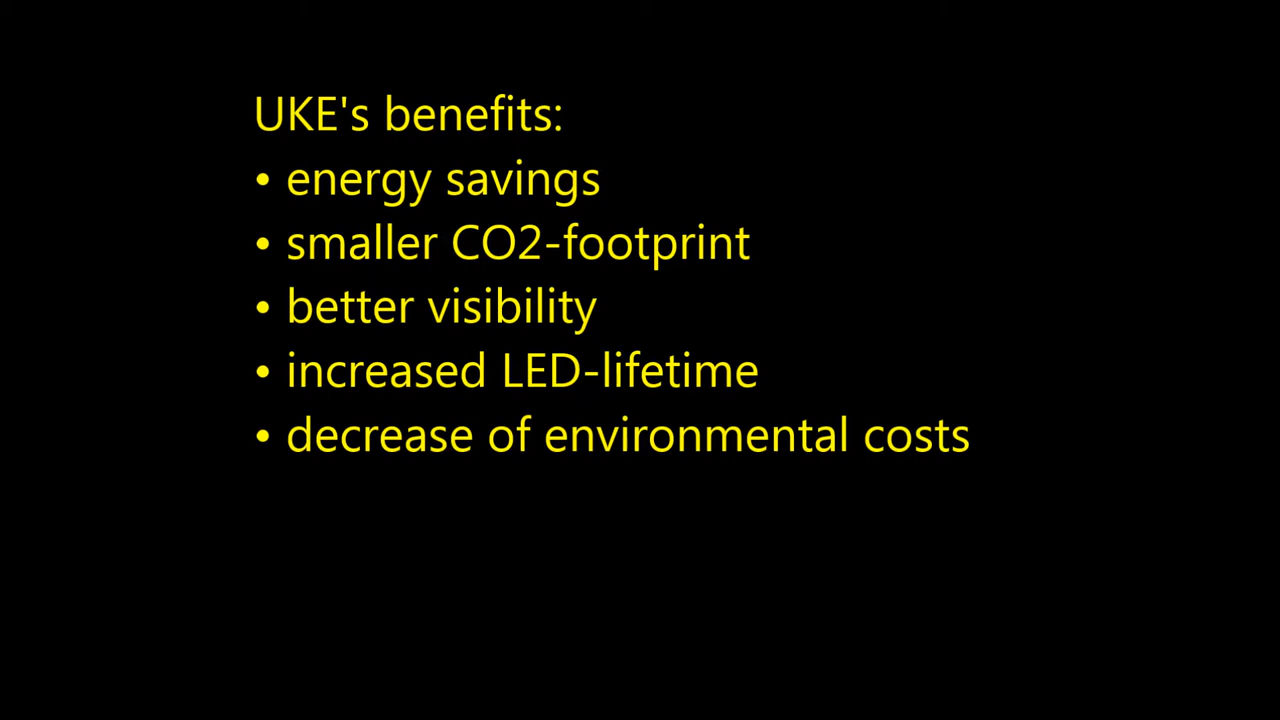 UKE's benefits:
• energy savings
• smaller CO2-footprint
• better visibility
• increased LED-lifetime
• decrease of environmental costs